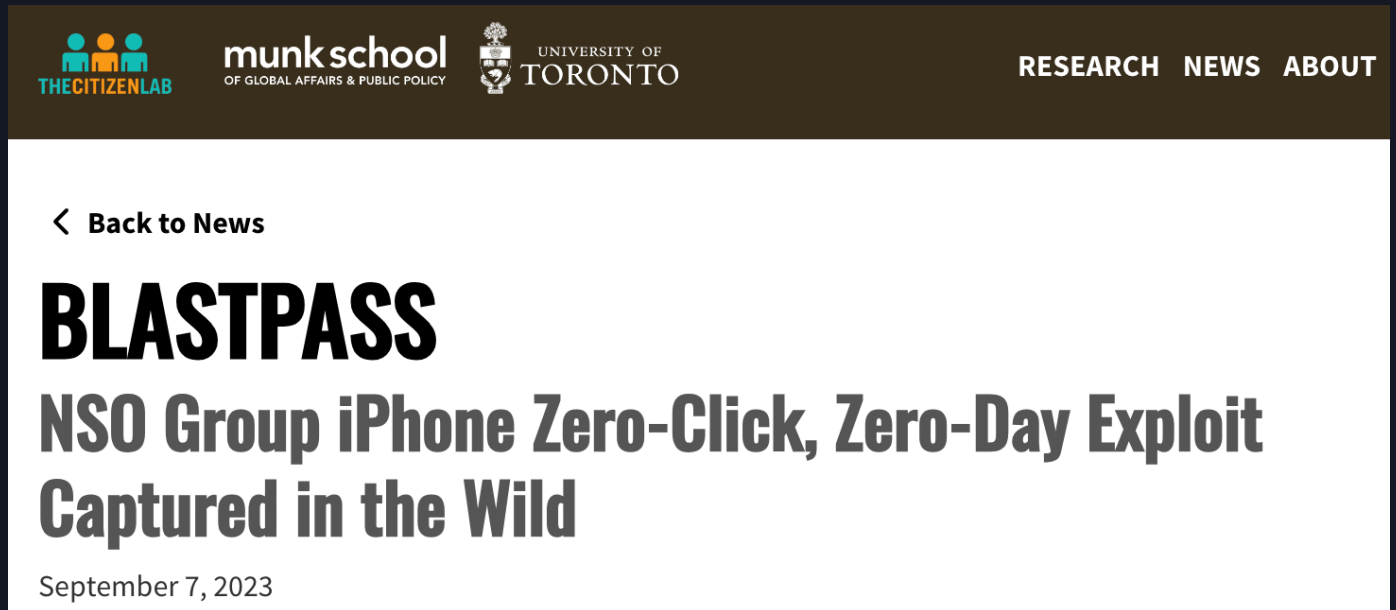 THECITIZENLAB
munk school
OF GLOBAL AFFAIRS & PUBLIC POLICY
UNIVERSITY OF
TORONTO
RESEARCH NEWS ABOUT
Back to News
BLASTPASS
NSO Group iPhone Zero-Click, Zero-Day Exploit
Captured in the Wild
September 7, 2023